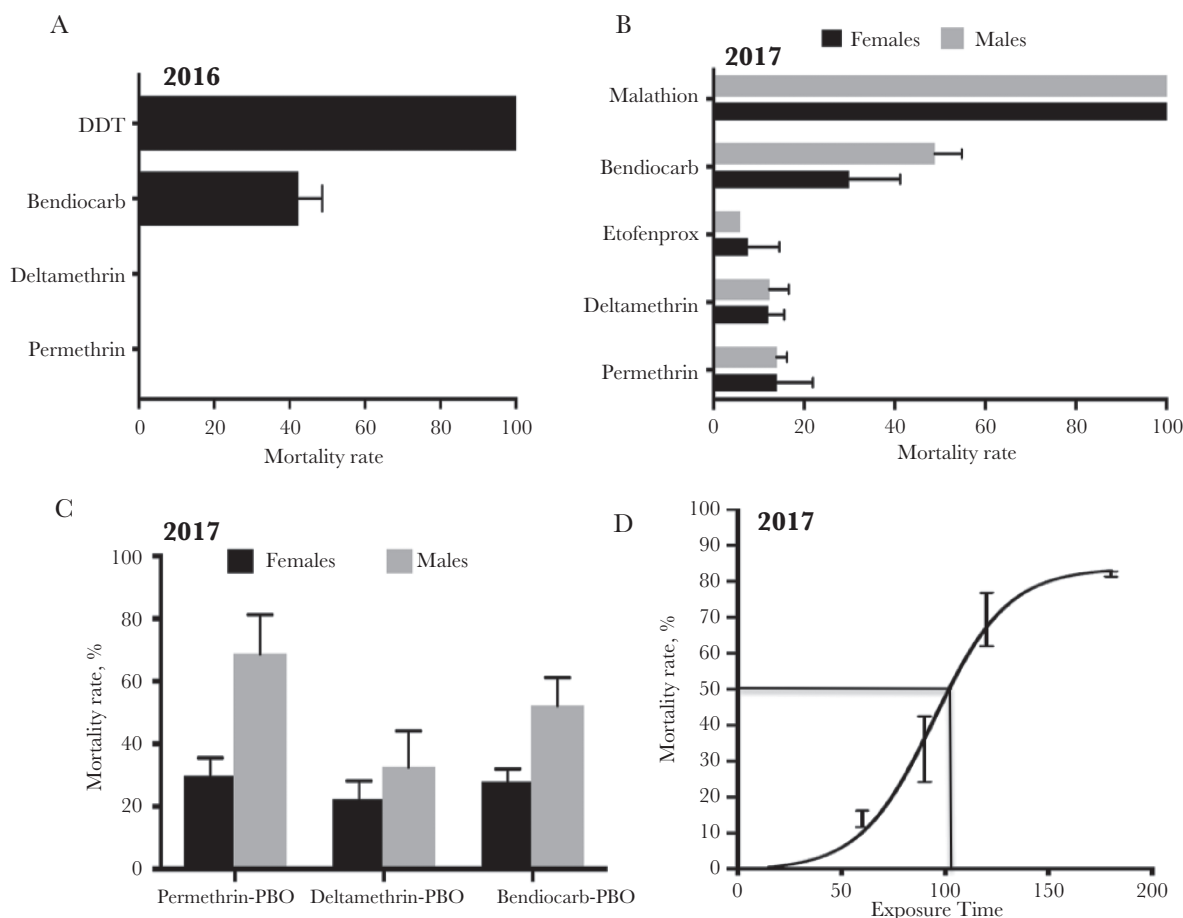 A
2016
DDT
Bendiocarb
Deltamethrin
Permethrin
0 20 40 60 80 100
Mortality rate
B
Females Males
2017
Malathion
Bendiocarb
Etofenprox
Deltamethrin
Permethrin
0 20 40 60 80 100
Mortality rate
C
2017
Females Males
Mortality rate, %
100
80
60
40
20
0
Permethrin-PBO Deltamethrin-PBO Bendiocarb-PBO
D
2017
Mortality rate, %
100
90
80
70
60
50
40
30
20
10
0
0 50 100 150 200
Exposure Time